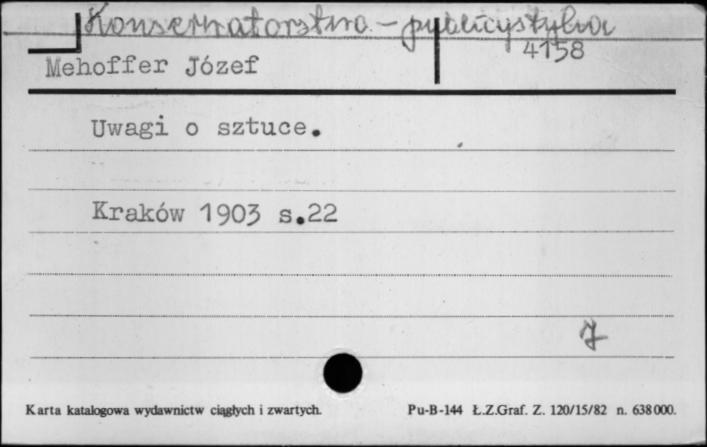 Konserwatorstwo - publicystyka
4158
Mehoffer Józef
Uwagi o sztuce.
Kraków 1903 s.22
Karta katalogowa wydawnictw ciągłych i zwartych.
Pu-B-144 Ł.Z.Graf. Z. 120/15/82 n. 638000.